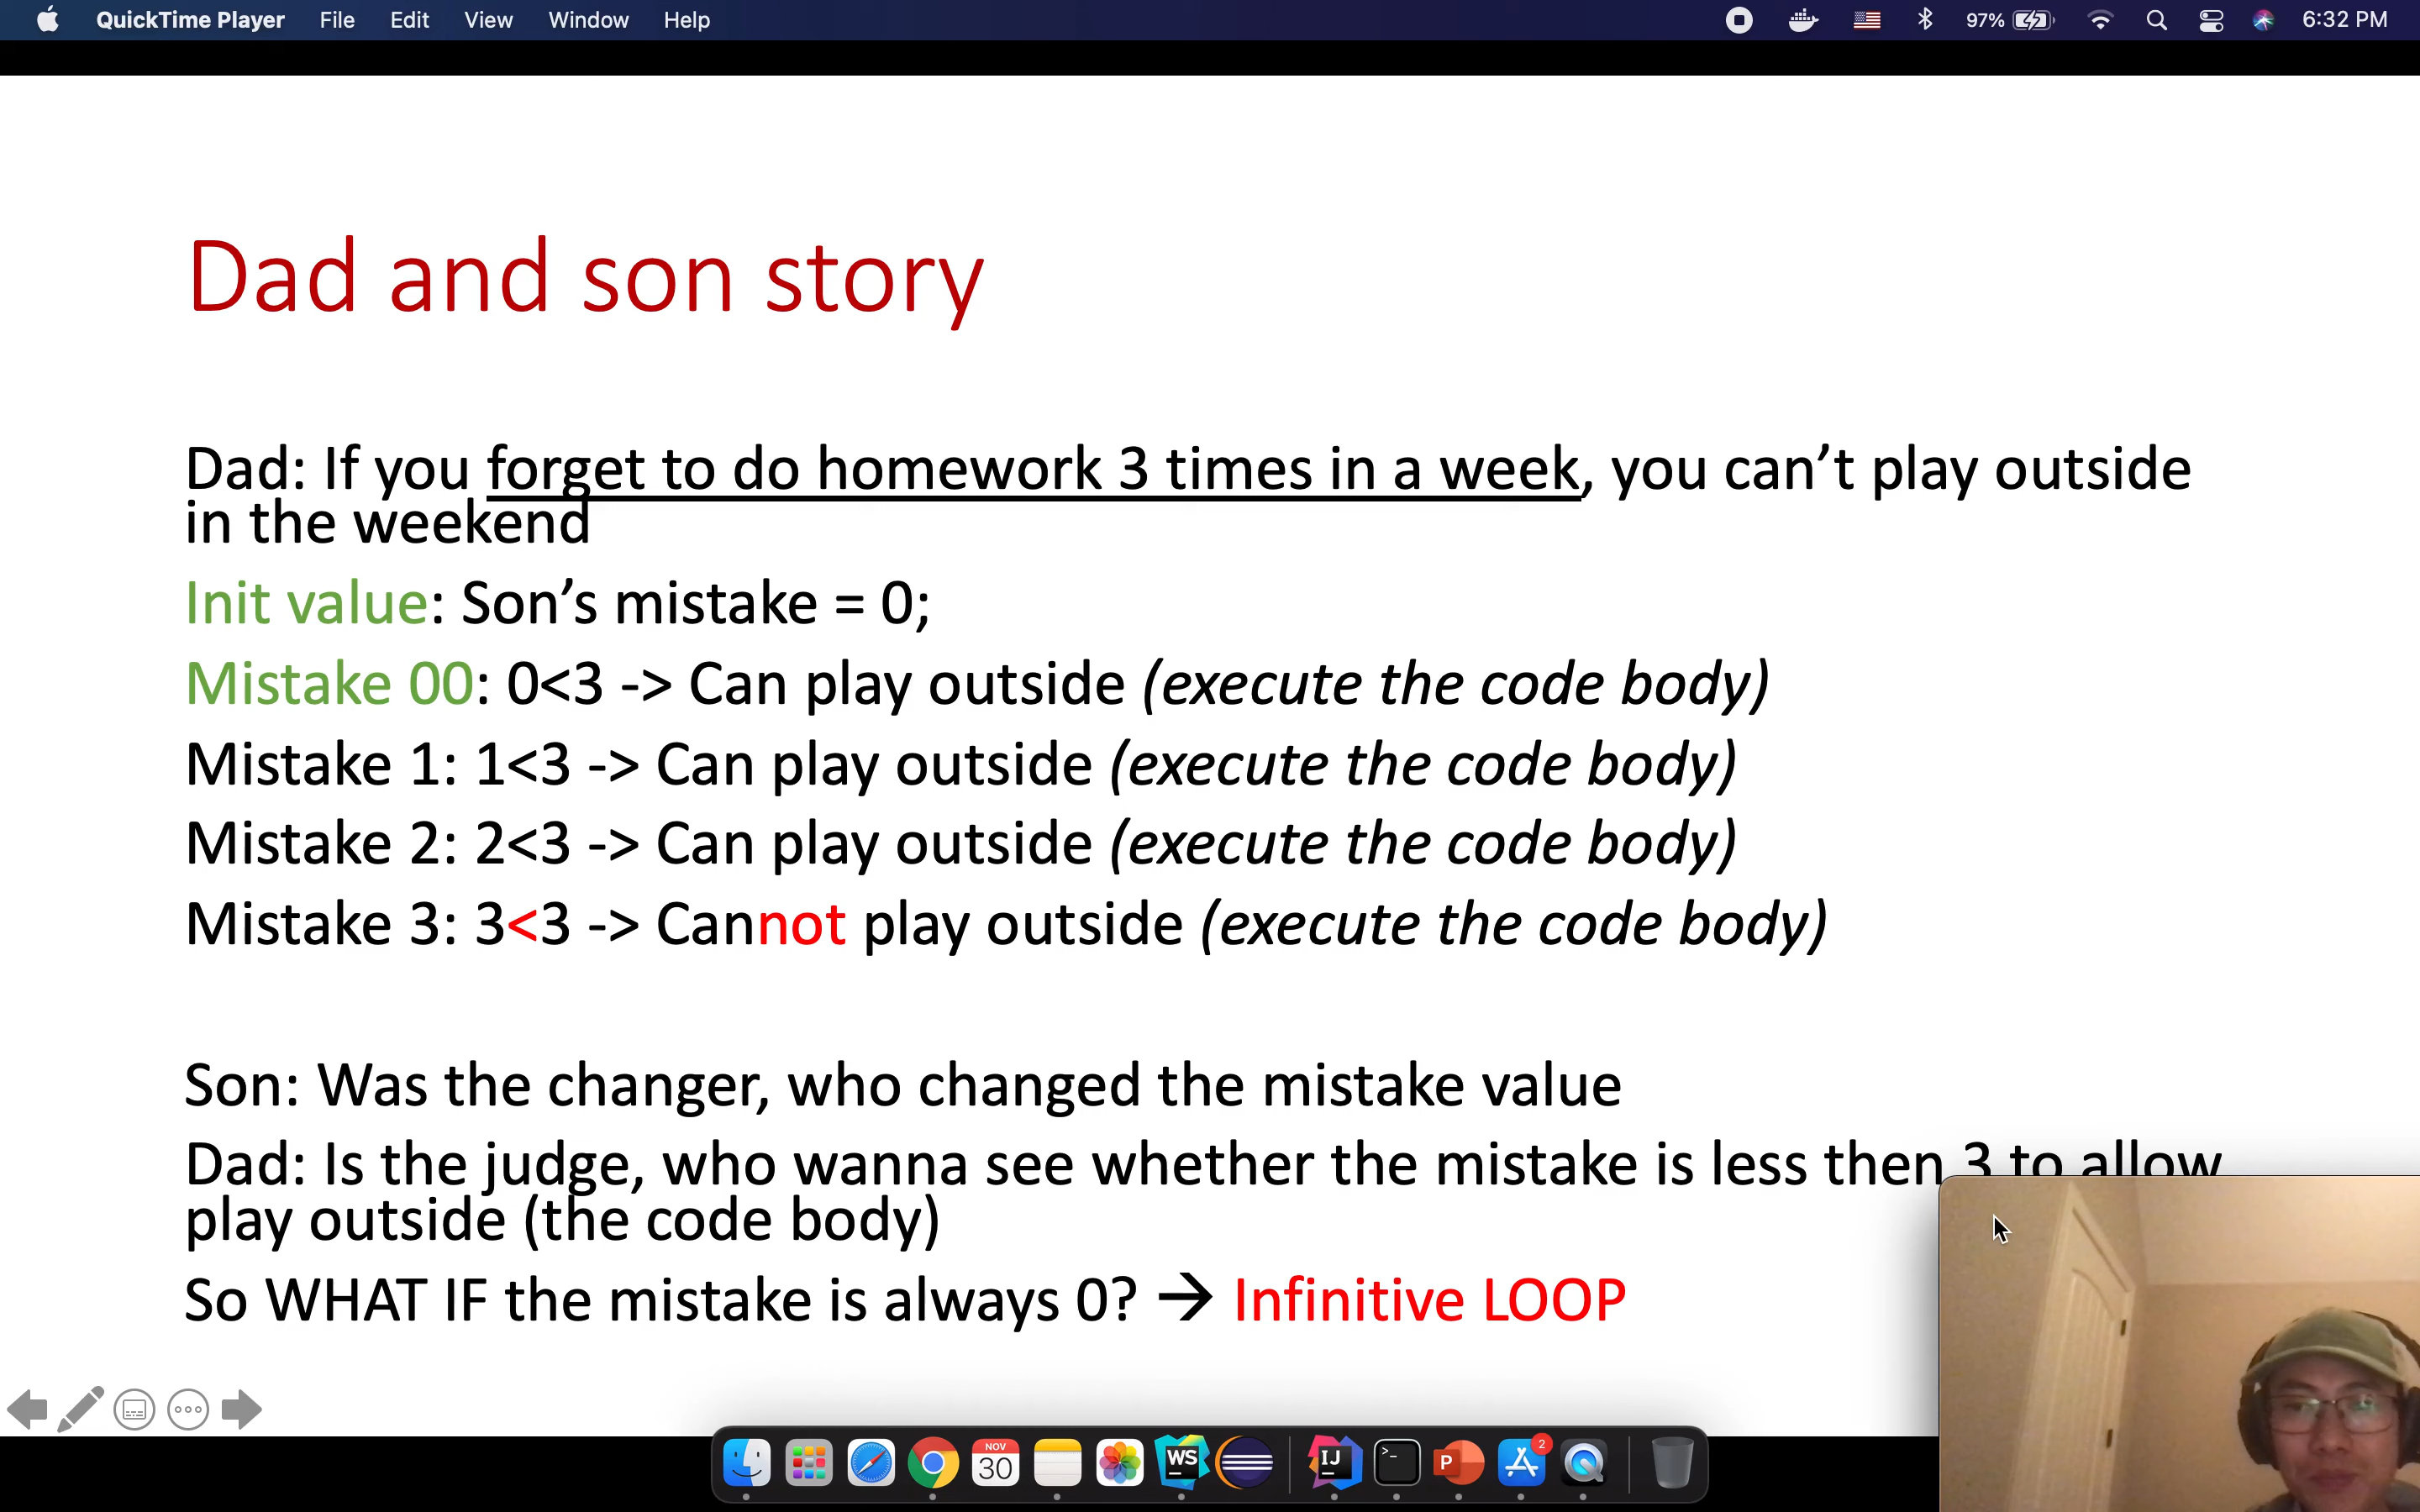 QuickTime Player File Edit View Window Help 97% 6:32 PM
Dad and son story
Dad: If you forget to do homework 3 times in a week, you can’t play outside
in the weekend
Init value: Son’s mistake = 0;
Mistake 00: 0<3 -> Can play outside (execute the code body)
Mistake 1: 1<3 -> Can play outside (execute the code body)
Mistake 2: 2<3 -> Can play outside (execute the code body)
Mistake 3: 3<3 -> Cannot play outside (execute the code body)
Son: Was the changer, who changed the mistake value
Dad: Is the judge, who wanna see whether the mistake is less then 3 to allow
play outside (the code body)
So WHAT IF the mistake is always 0? → Infinitive LOOP
NOV
30
WS
IJ
>_
P
2